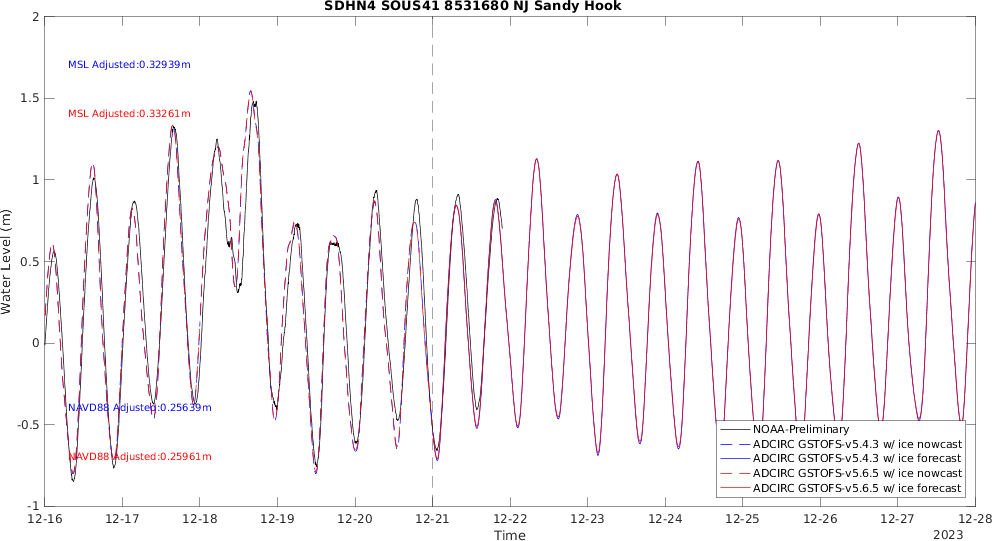 SDHN4 SOUS41 8531680 NJ Sandy Hook
2
1.5
1
0.5
0
-0.5
-1
Water Level (m)
MSL Adjusted:0.32939m
MSL Adjusted:0.33261m
NAVD88 Adjusted:0.25639m
NAVD88 Adjusted:0.25961m
NOAA-Preliminary
ADCIRC GSTOFS-v5.4.3 w/ ice nowcast
ADCIRC GSTOFS-v5.4.3 w/ ice forecast
ADCIRC GSTOFS-v5.6.5 w/ ice nowcast
ADCIRC GSTOFS-v5.6.5 w/ ice forecast
12-16 12-17 12-18 12-19 12-20 12-21 12-22 12-23 12-24 12-25 12-26 12-27 12-28
Time
2023